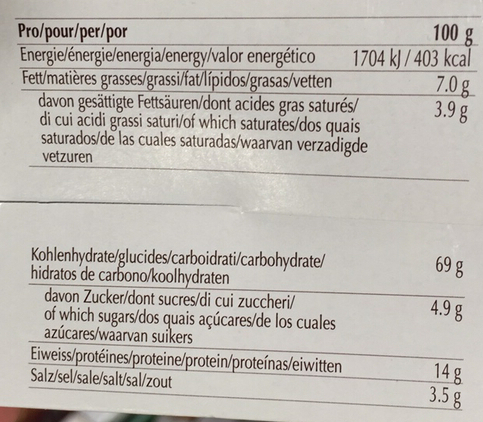 Pro/pour/per/por 100 g
Energie/énergie/energia/energy/valor energético 1704 kJ / 403 kcal
Fett/matières grasses/grassi/fat/lípidos/grasas/vetten 7.0 g
davon gesättigte Fettsäuren/dont acides gras saturés/ 3.9 g
di cui acidi grassi saturi/of which saturates/dos quais
saturados/de las cuales saturadas/waarvan verzadigde
vetzuren
Kohlenhydrate/glucides/carboidrati/carbohydrate/ 69 g
hidratos de carbono/koolhydraten
davon Zucker/dont sucres/di cui zuccheri/ 4.9 g
of which sugars/dos quais açúcares/de los cuales
azúcares/waarvan suikers
Eiweiss/protéines/proteine/protein/proteínas/eiwitten 14 g
Salz/sel/sale/salt/sal/zout 3.5 g